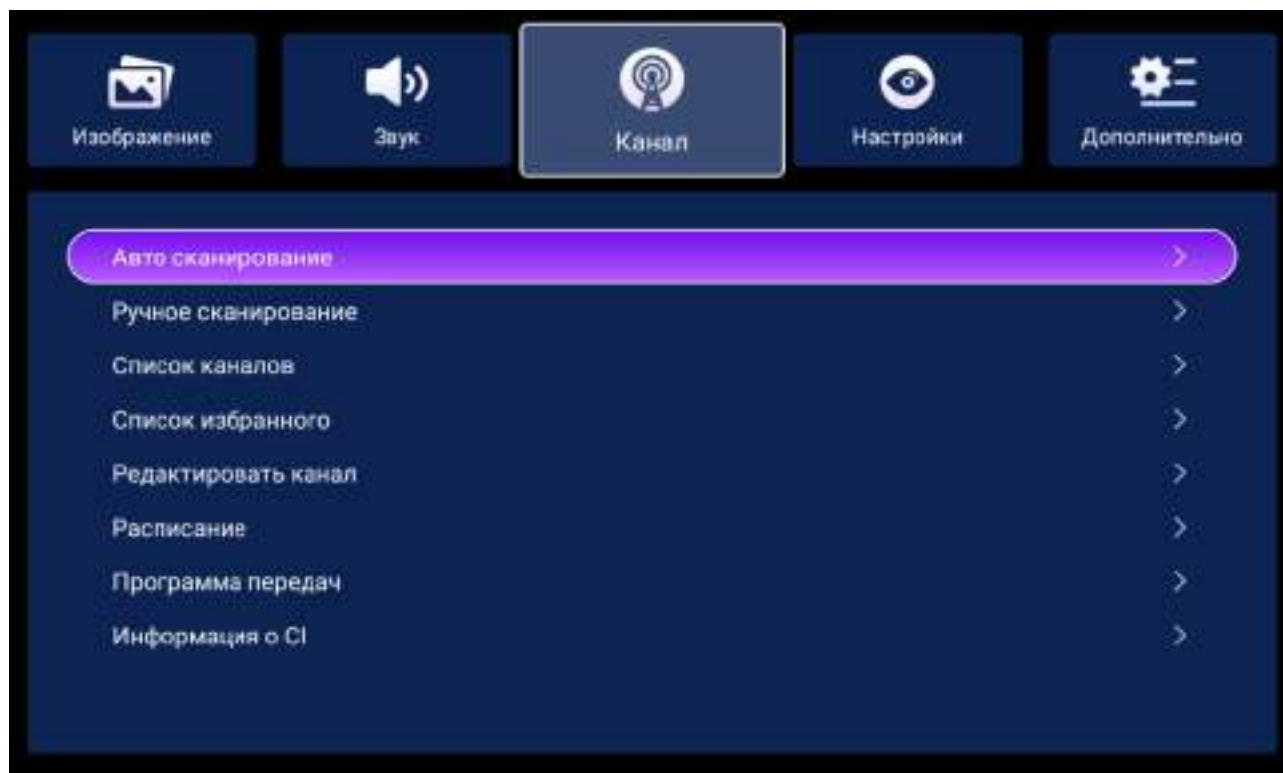 Изображение
Звук
Канал
Настройки
Дополнительно
Авто сканирование
Ручное сканирование
Список каналов
Список избранного
Редактировать канал
Расписание
Программа передач
Информация о CI